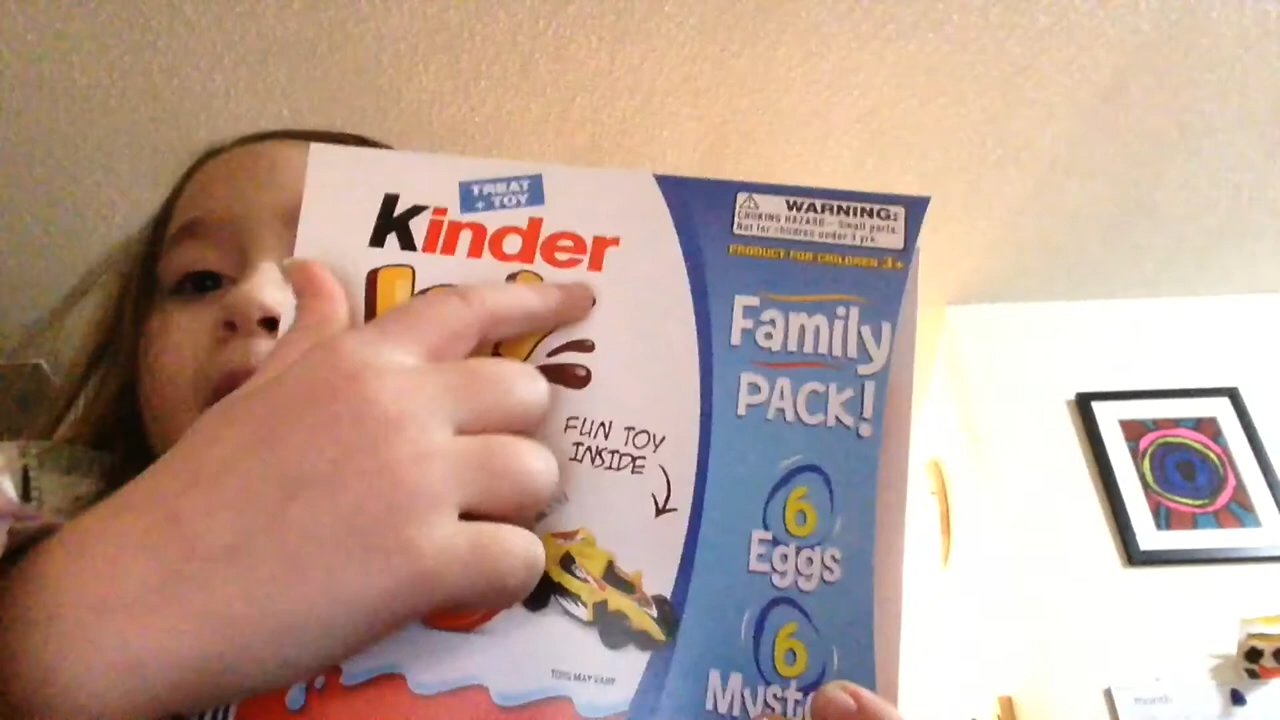 TREAT
+ TOY
Kinder
FUN TOY
INSIDE
TOYS MAY VARY
WARNING:
CHOKING HAZARD - Small parts.
Not for children under 3 yrs.
PRODUCT FOR CHILDREN 3+
Family
PACK!
6
Eggs
6